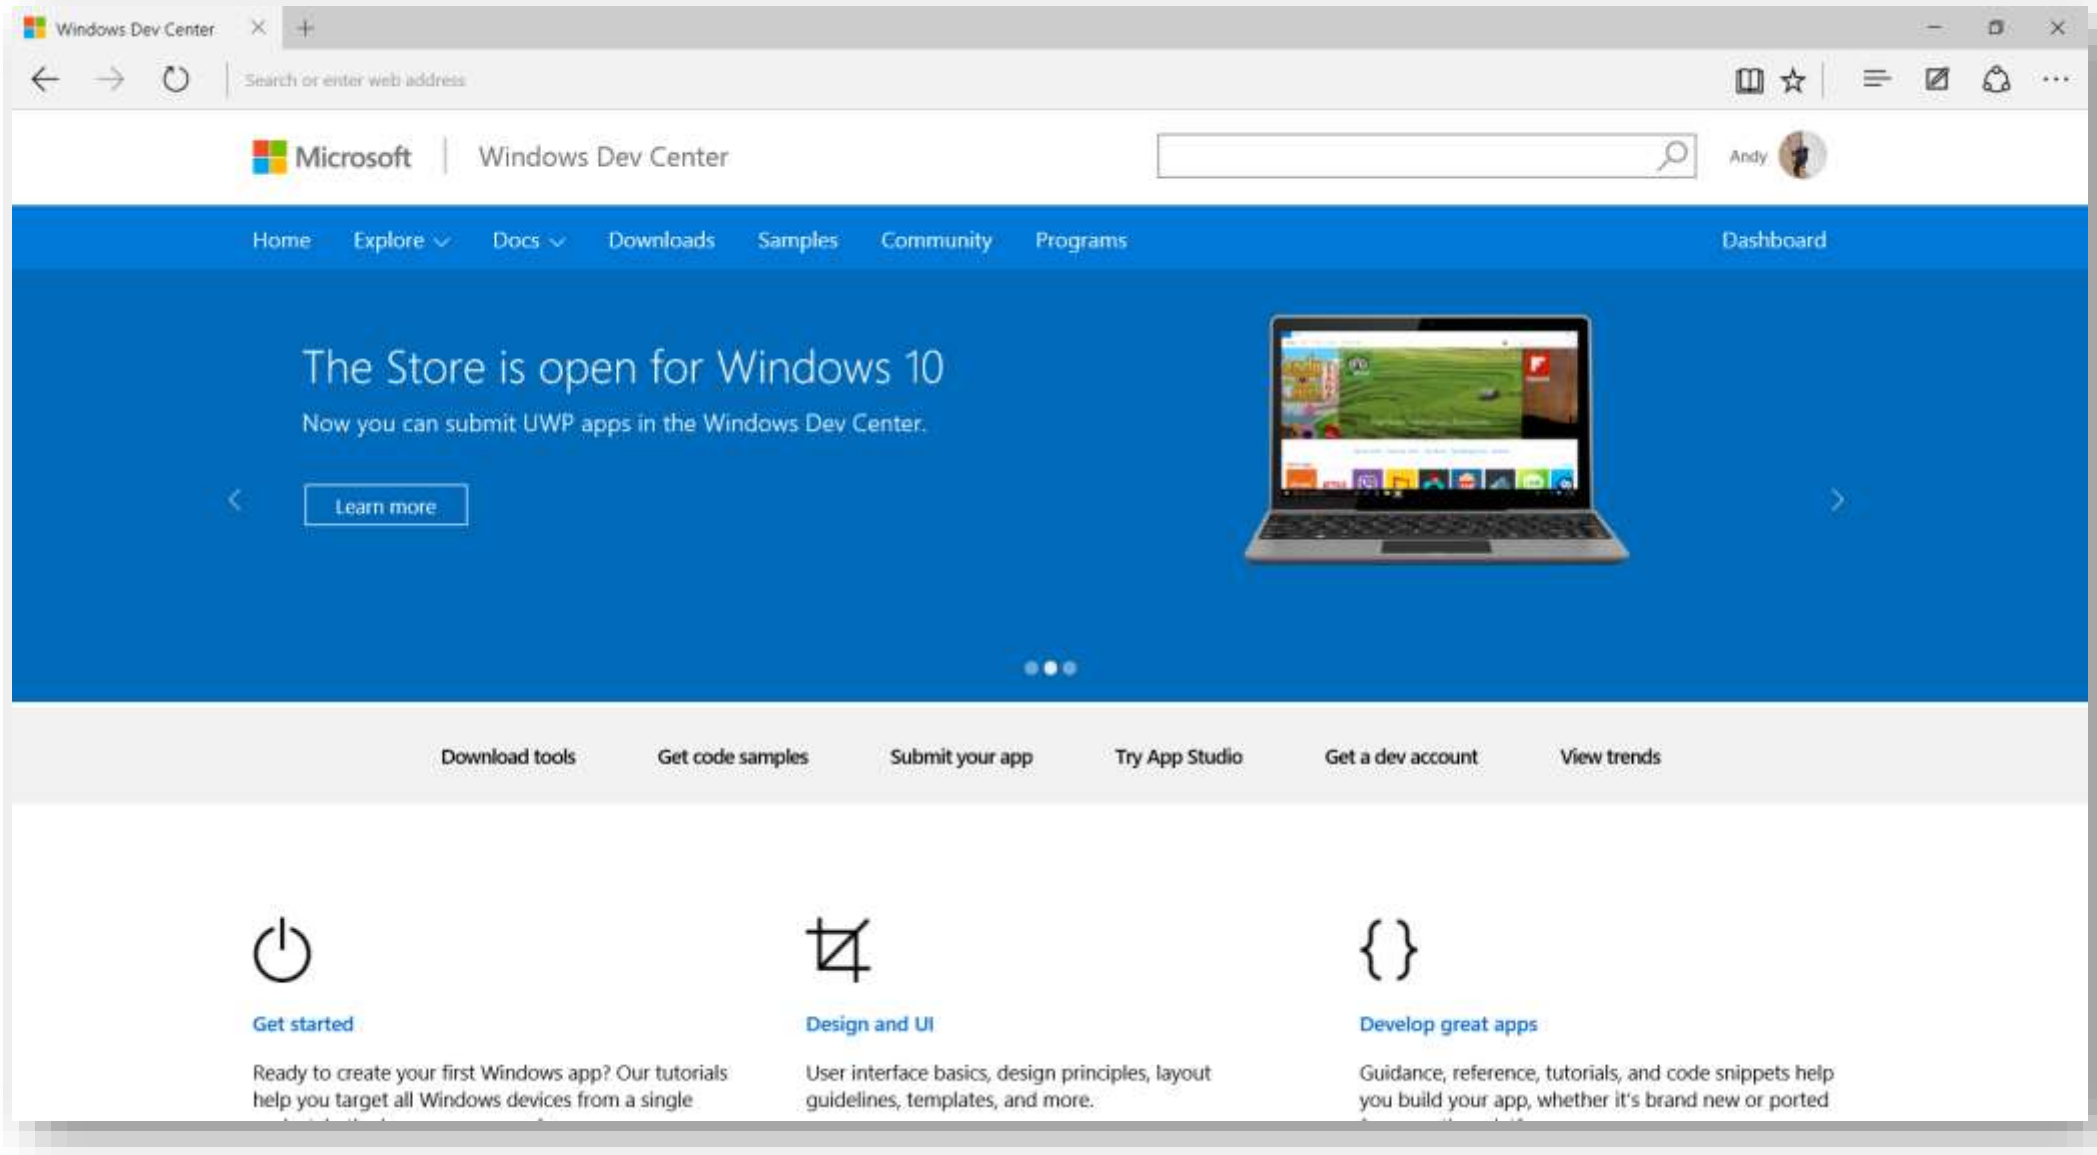 Windows Dev Center
Search or enter web address
Microsoft
Windows Dev Center
Andy
Home Explore Docs Downloads Samples Community Programs Dashboard
The Store is open for Windows 10
Now you can submit UWP apps in the Windows Dev Center.
Learn more
Download tools Get code samples Submit your app Try App Studio Get a dev account View trends
Get started
Ready to create your first Windows app? Our tutorials
help you target all Windows devices from a single
Design and UI
User interface basics, design principles, layout
guidelines, templates, and more.
Develop great apps
Guidance, reference, tutorials, and code snippets help
you build your app, whether it's brand new or ported